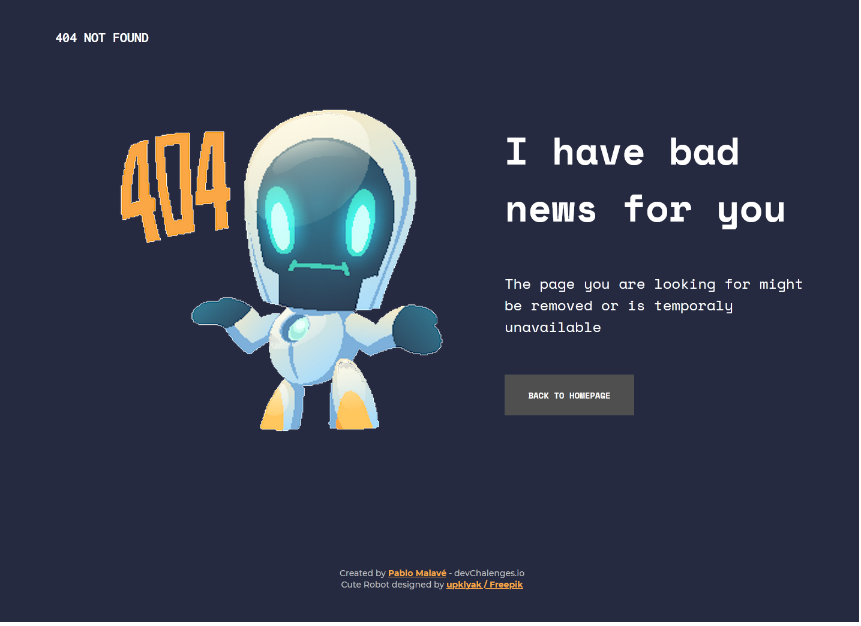 404 NOT FOUND
404
I have bad
news for you
The page you are looking for might
be removed or is temporaly
unavailable
BACK TO HOMEPAGE
Created by Pablo Malavé - devChalenges.io
Cute Robot designed by upklyak / Freepik